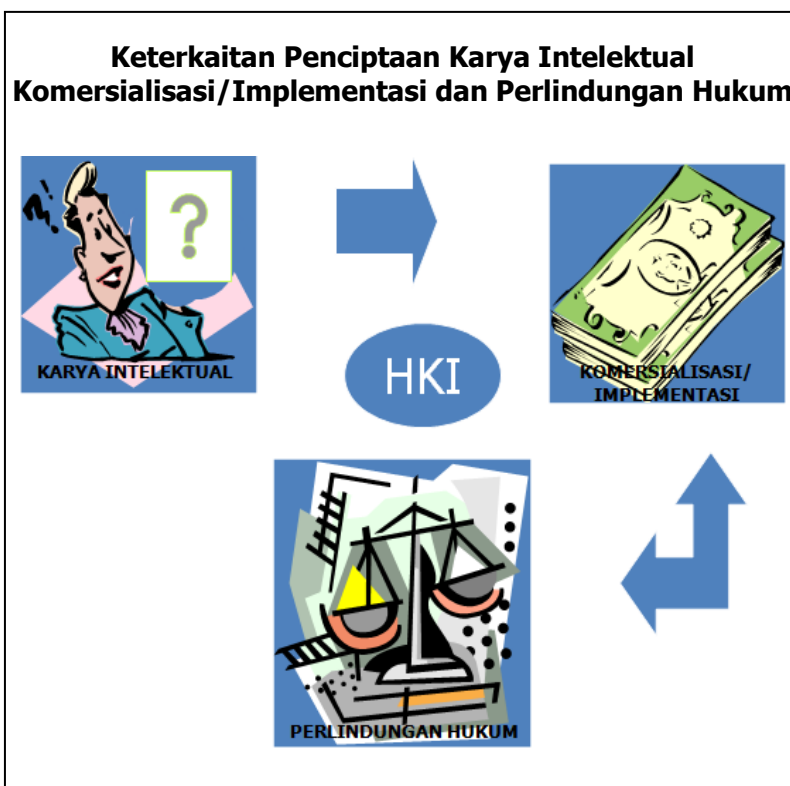 Keterkaitan Penciptaan Karya Intelektual
Komersialisasi/Implementasi dan Perlindungan Hukum
?
KARYA INTELEKTUAL
HKI
KOMERSIALISASI/
IMPLEMENTASI
PERLINDUNGAN HUKUM